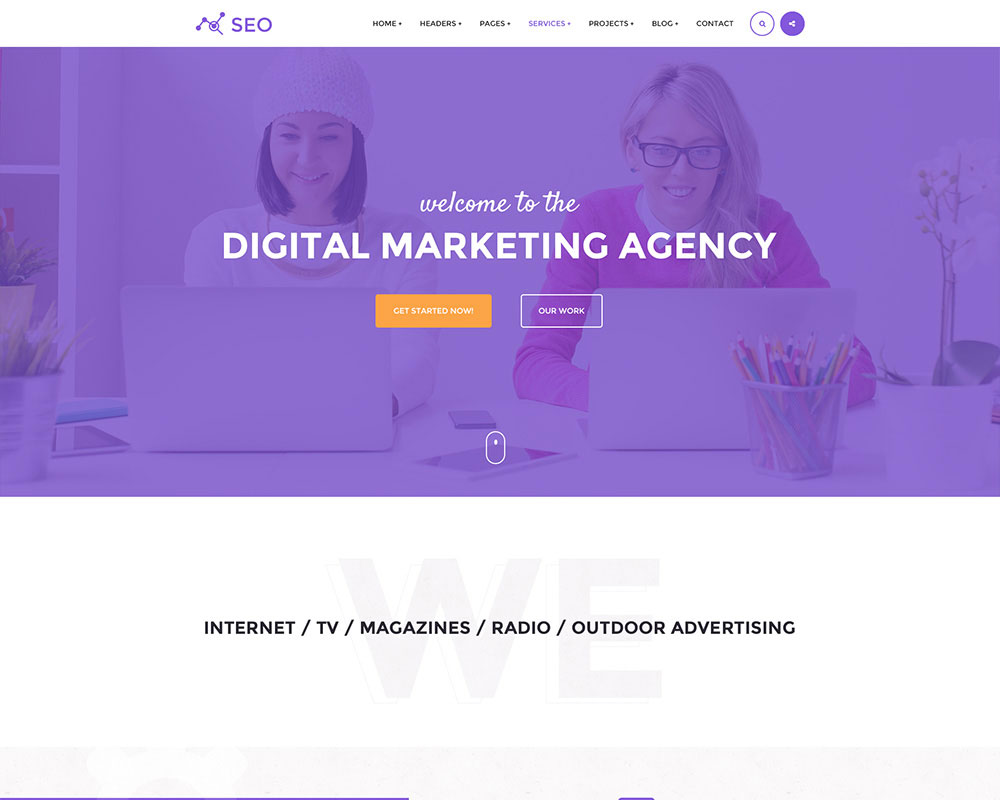 SEO
HOME + HEADERS + PAGES + SERVICES + PROJECTS + BLOG + CONTACT
welcome to the
DIGITAL MARKETING AGENCY
GET STARTED NOW! OUR WORK
WE
INTERNET / TV / MAGAZINES / RADIO / OUTDOOR ADVERTISING